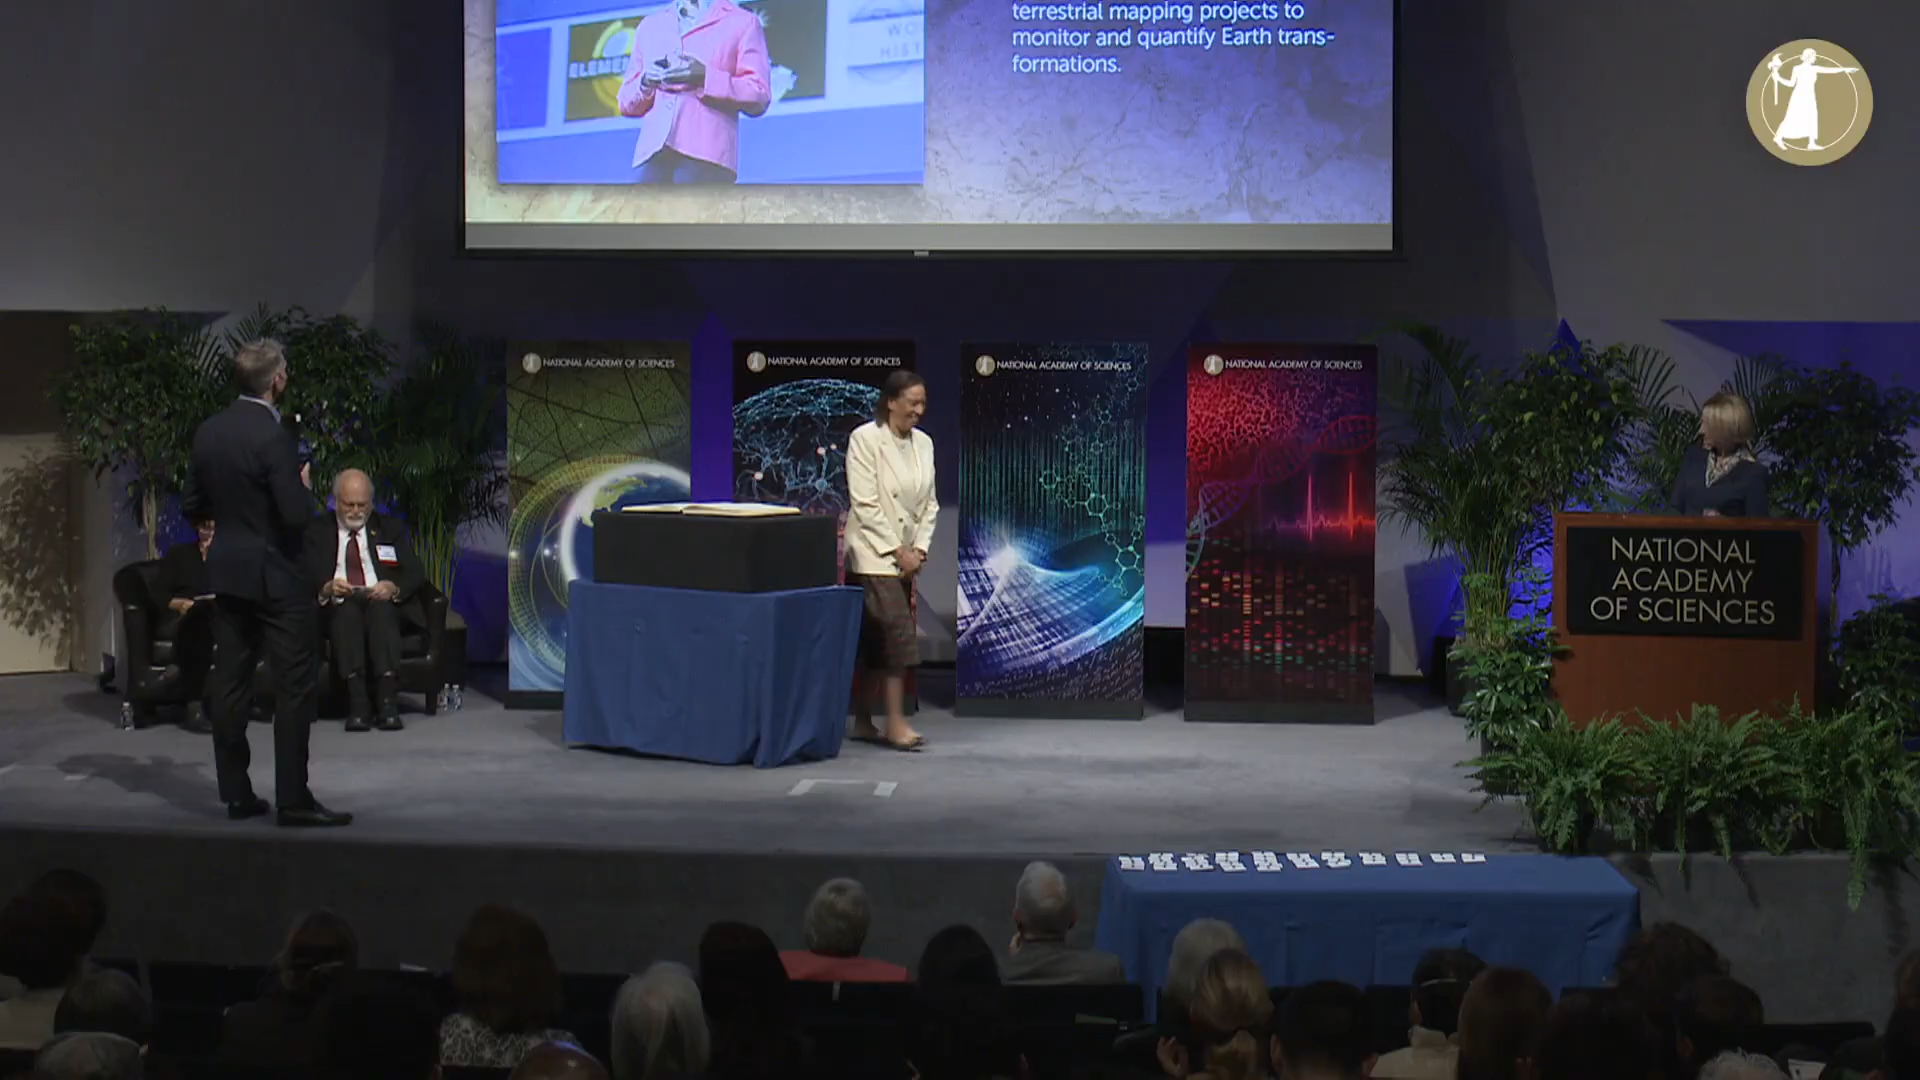 terrestrial mapping projects to
monitor and quantify Earth trans-
formations.
NATIONAL ACADEMY OF SCIENCES
NATIONAL ACADEMY OF SCIENCES
NATIONAL ACADEMY OF SCIENCES
NATIONAL ACADEMY OF SCIENCES
NATIONAL
ACADEMY
OF SCIENCES